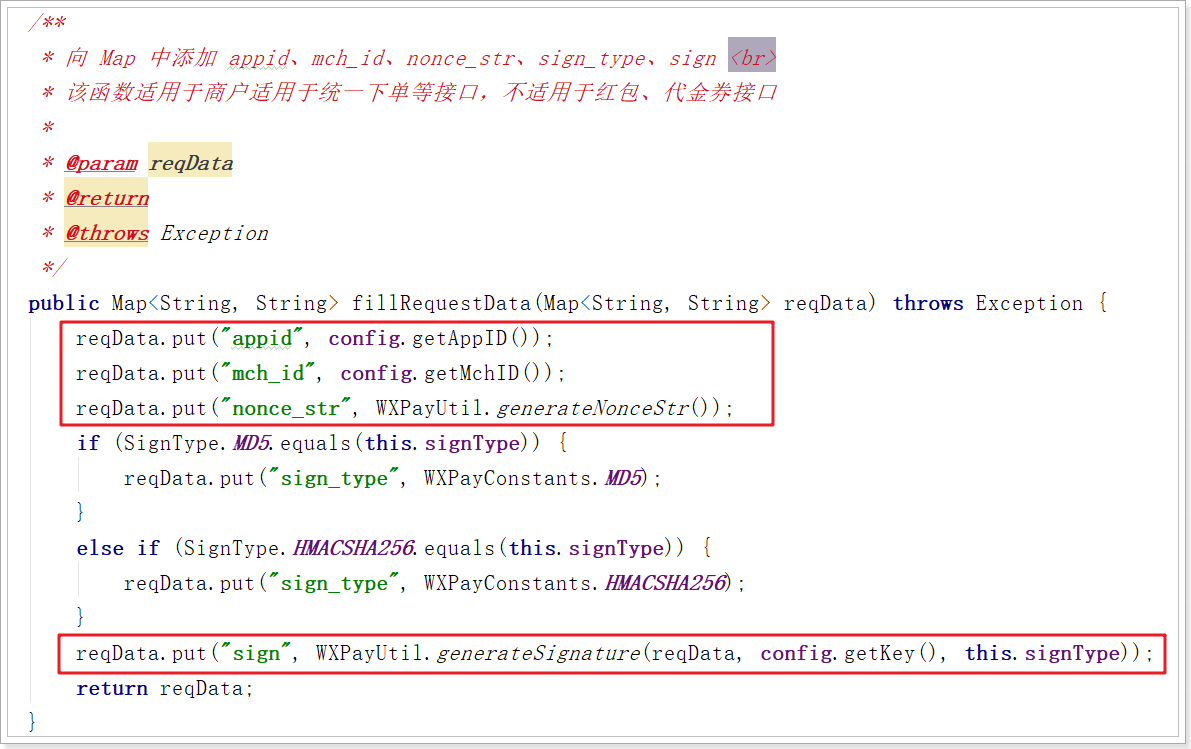 /**
 * 向 Map 中添加 appid、mch_id、nonce_str、sign_type、sign <br>
 * 该函数适用于商户适用于统一下单等接口，不适用于红包、代金券接口
 *
 * @param reqData
 * @return
 * @throws Exception
 */
public Map<String, String> fillRequestData(Map<String, String> reqData) throws Exception {
    reqData.put("appid", config.getAppID());
    reqData.put("mch_id", config.getMchID());
    reqData.put("nonce_str", WXPayUtil.generateNonceStr());
    if (SignType.MD5.equals(this.signType)) {
        reqData.put("sign_type", WXPayConstants.MD5);
    }
    else if (SignType.HMACSHA256.equals(this.signType)) {
        reqData.put("sign_type", WXPayConstants.HMACSHA256);
    }
    reqData.put("sign", WXPayUtil.generateSignature(reqData, config.getKey(), this.signType));
    return reqData;
}